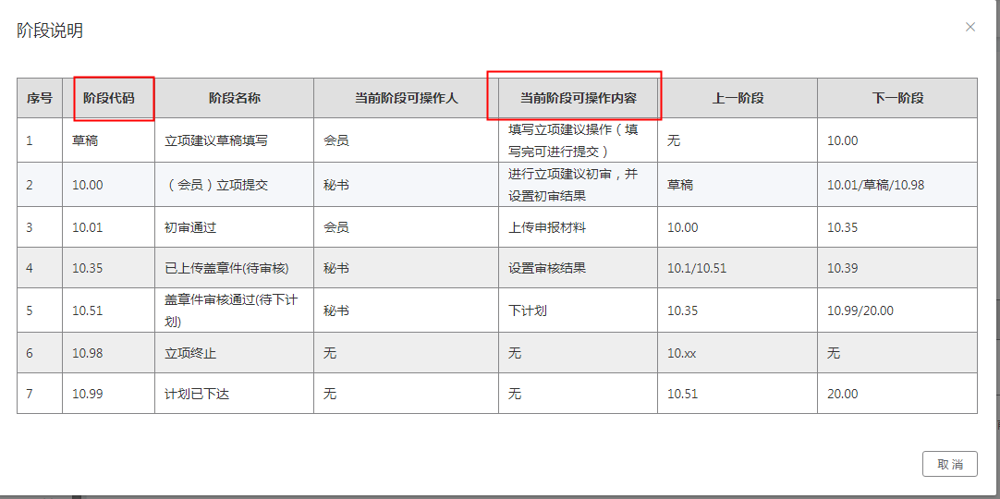 阶段说明
序号 阶段代码 阶段名称 当前阶段可操作人 当前阶段可操作内容 上一阶段 下一阶段
1 草稿 立项建议草稿填写 会员 填写立项建议操作（填 无 10.00
写完可进行提交）
2 10.00 （会员）立项提交 秘书 进行立项建议初审，并 草稿 10.01/草稿/10.98
设置初审结果
3 10.01 初审通过 会员 上传申报材料 10.00 10.35
4 10.35 已上传盖章件(待审核) 秘书 设置审核结果 10.1/10.51 10.39
5 10.51 盖章件审核通过(待下计 秘书 下计划 10.35 10.99/20.00
划)
6 10.98 立项终止 无 无 10.xx 无
7 10.99 计划已下达 无 无 10.51 20.00
取消